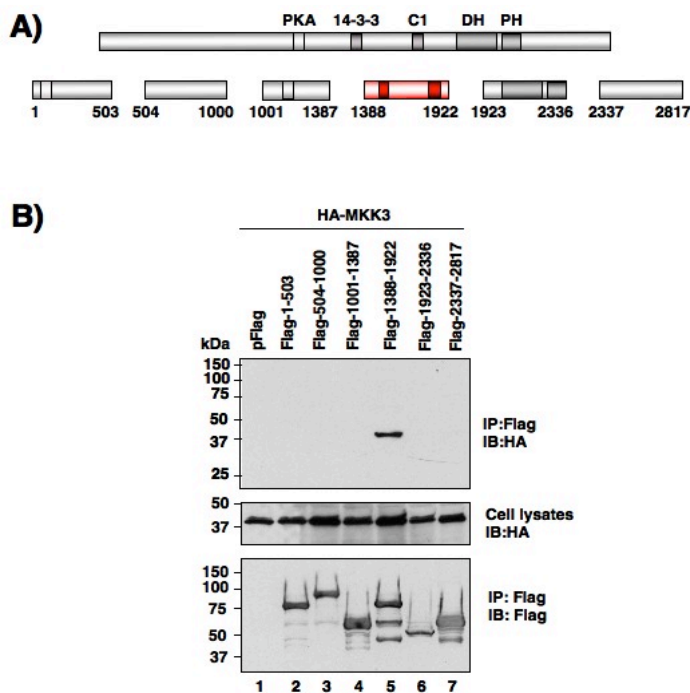 A)
PKA 14-3-3 C1 DH PH
1 503 504 1000 1001 1387 1388 1922 1923 2336 2337 2817
B)
HA-MKK3
pFlag
Flag-1-503
Flag-504-1000
Flag-1001-1387
Flag-1388-1922
Flag-1923-2336
Flag-2337-2817
kDa
150
100
75
50
37
25
IP:Flag
IB:HA
50
37
Cell lysates
IB:HA
150
100
75
50
37
IP: Flag
IB: Flag
1 2 3 4 5 6 7